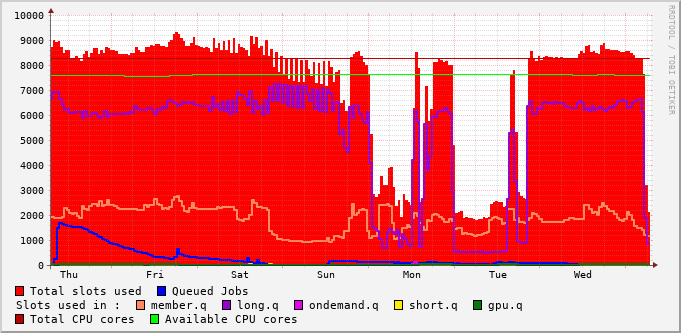 10000
9000
8000
7000
6000
5000
4000
3000
2000
1000
0
Thu Fri Sat Sun Mon Tue Wed
RRDTOOL / TOBI OETIKER
Total slots used Queued Jobs
Slots used in : member.q long.q ondemand.q short.q gpu.q
Total CPU cores Available CPU cores